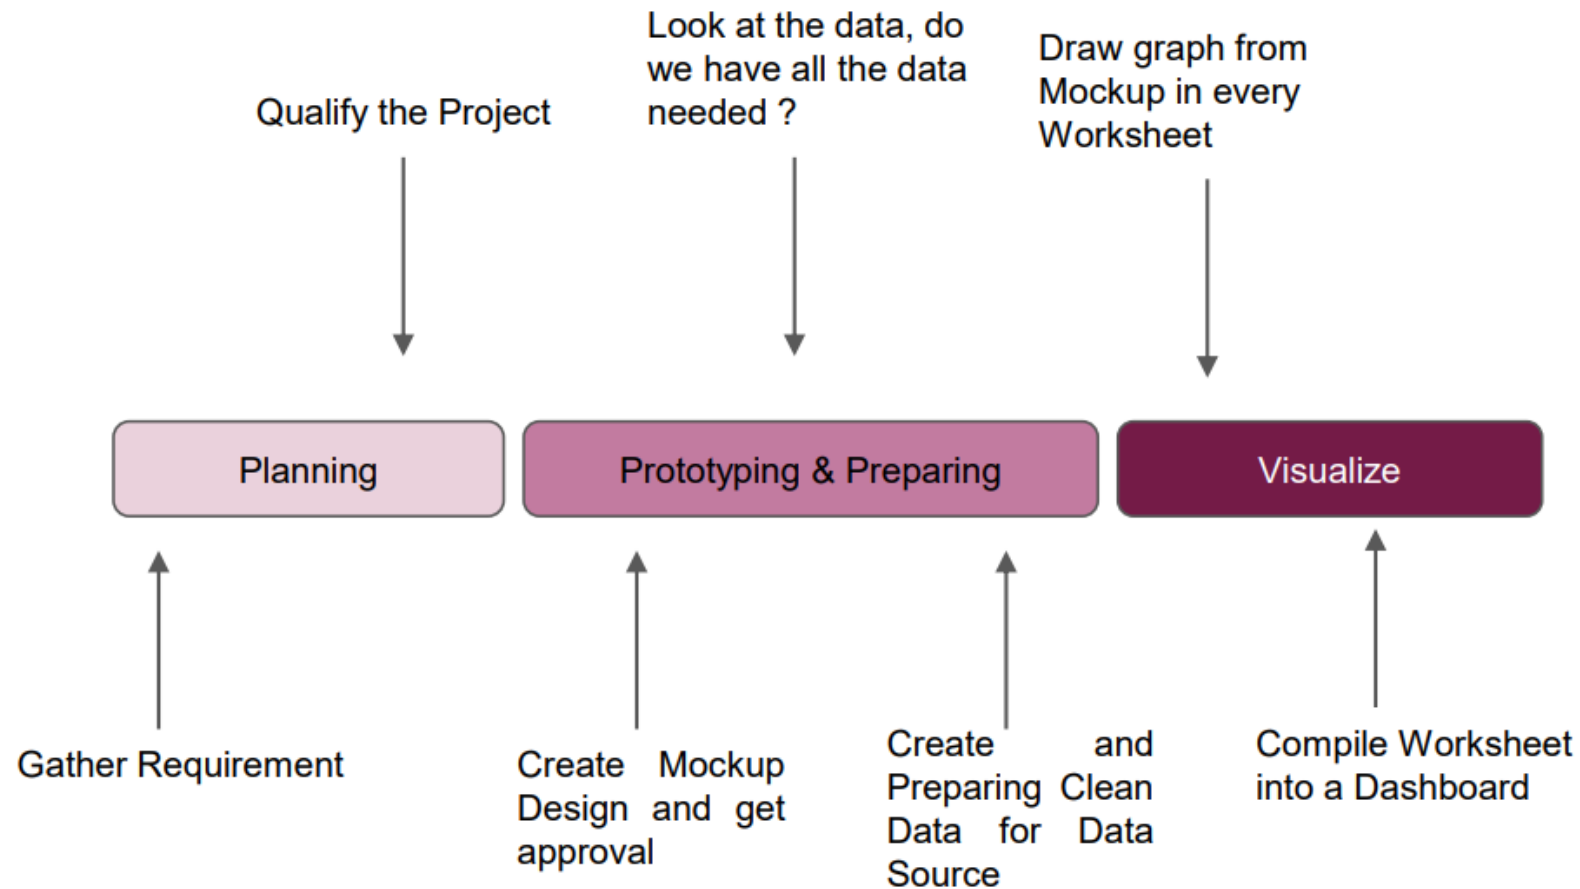 Look at the data, do
we have all the data
needed ?
Draw graph from
Mockup in every
Worksheet
Qualify the Project
Planning
Prototyping & Preparing
Visualize
Gather Requirement
Create Mockup
Design and get
approval
Create and
Preparing Clean
Data for Data
Source
Compile Worksheet
into a Dashboard